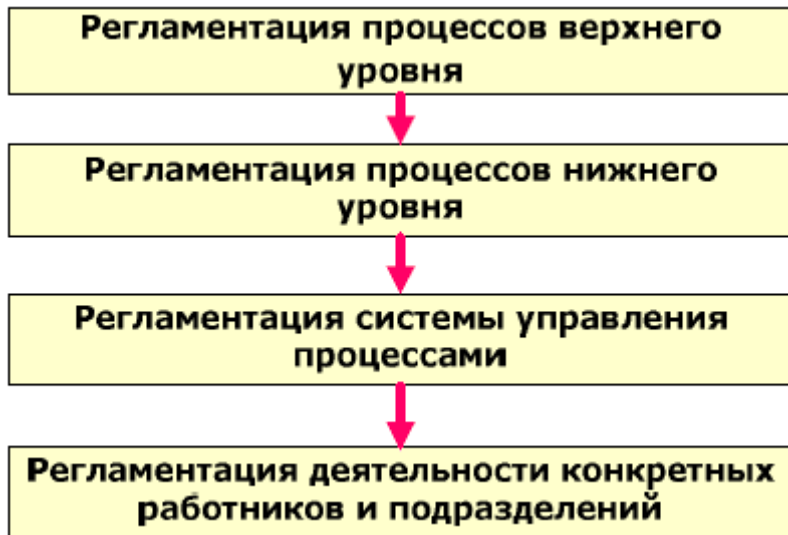 Регламентация процессов верхнего
уровня
Регламентация процессов нижнего
уровня
Регламентация системы управления
процессами
Регламентация деятельности конкретных
работников и подразделений